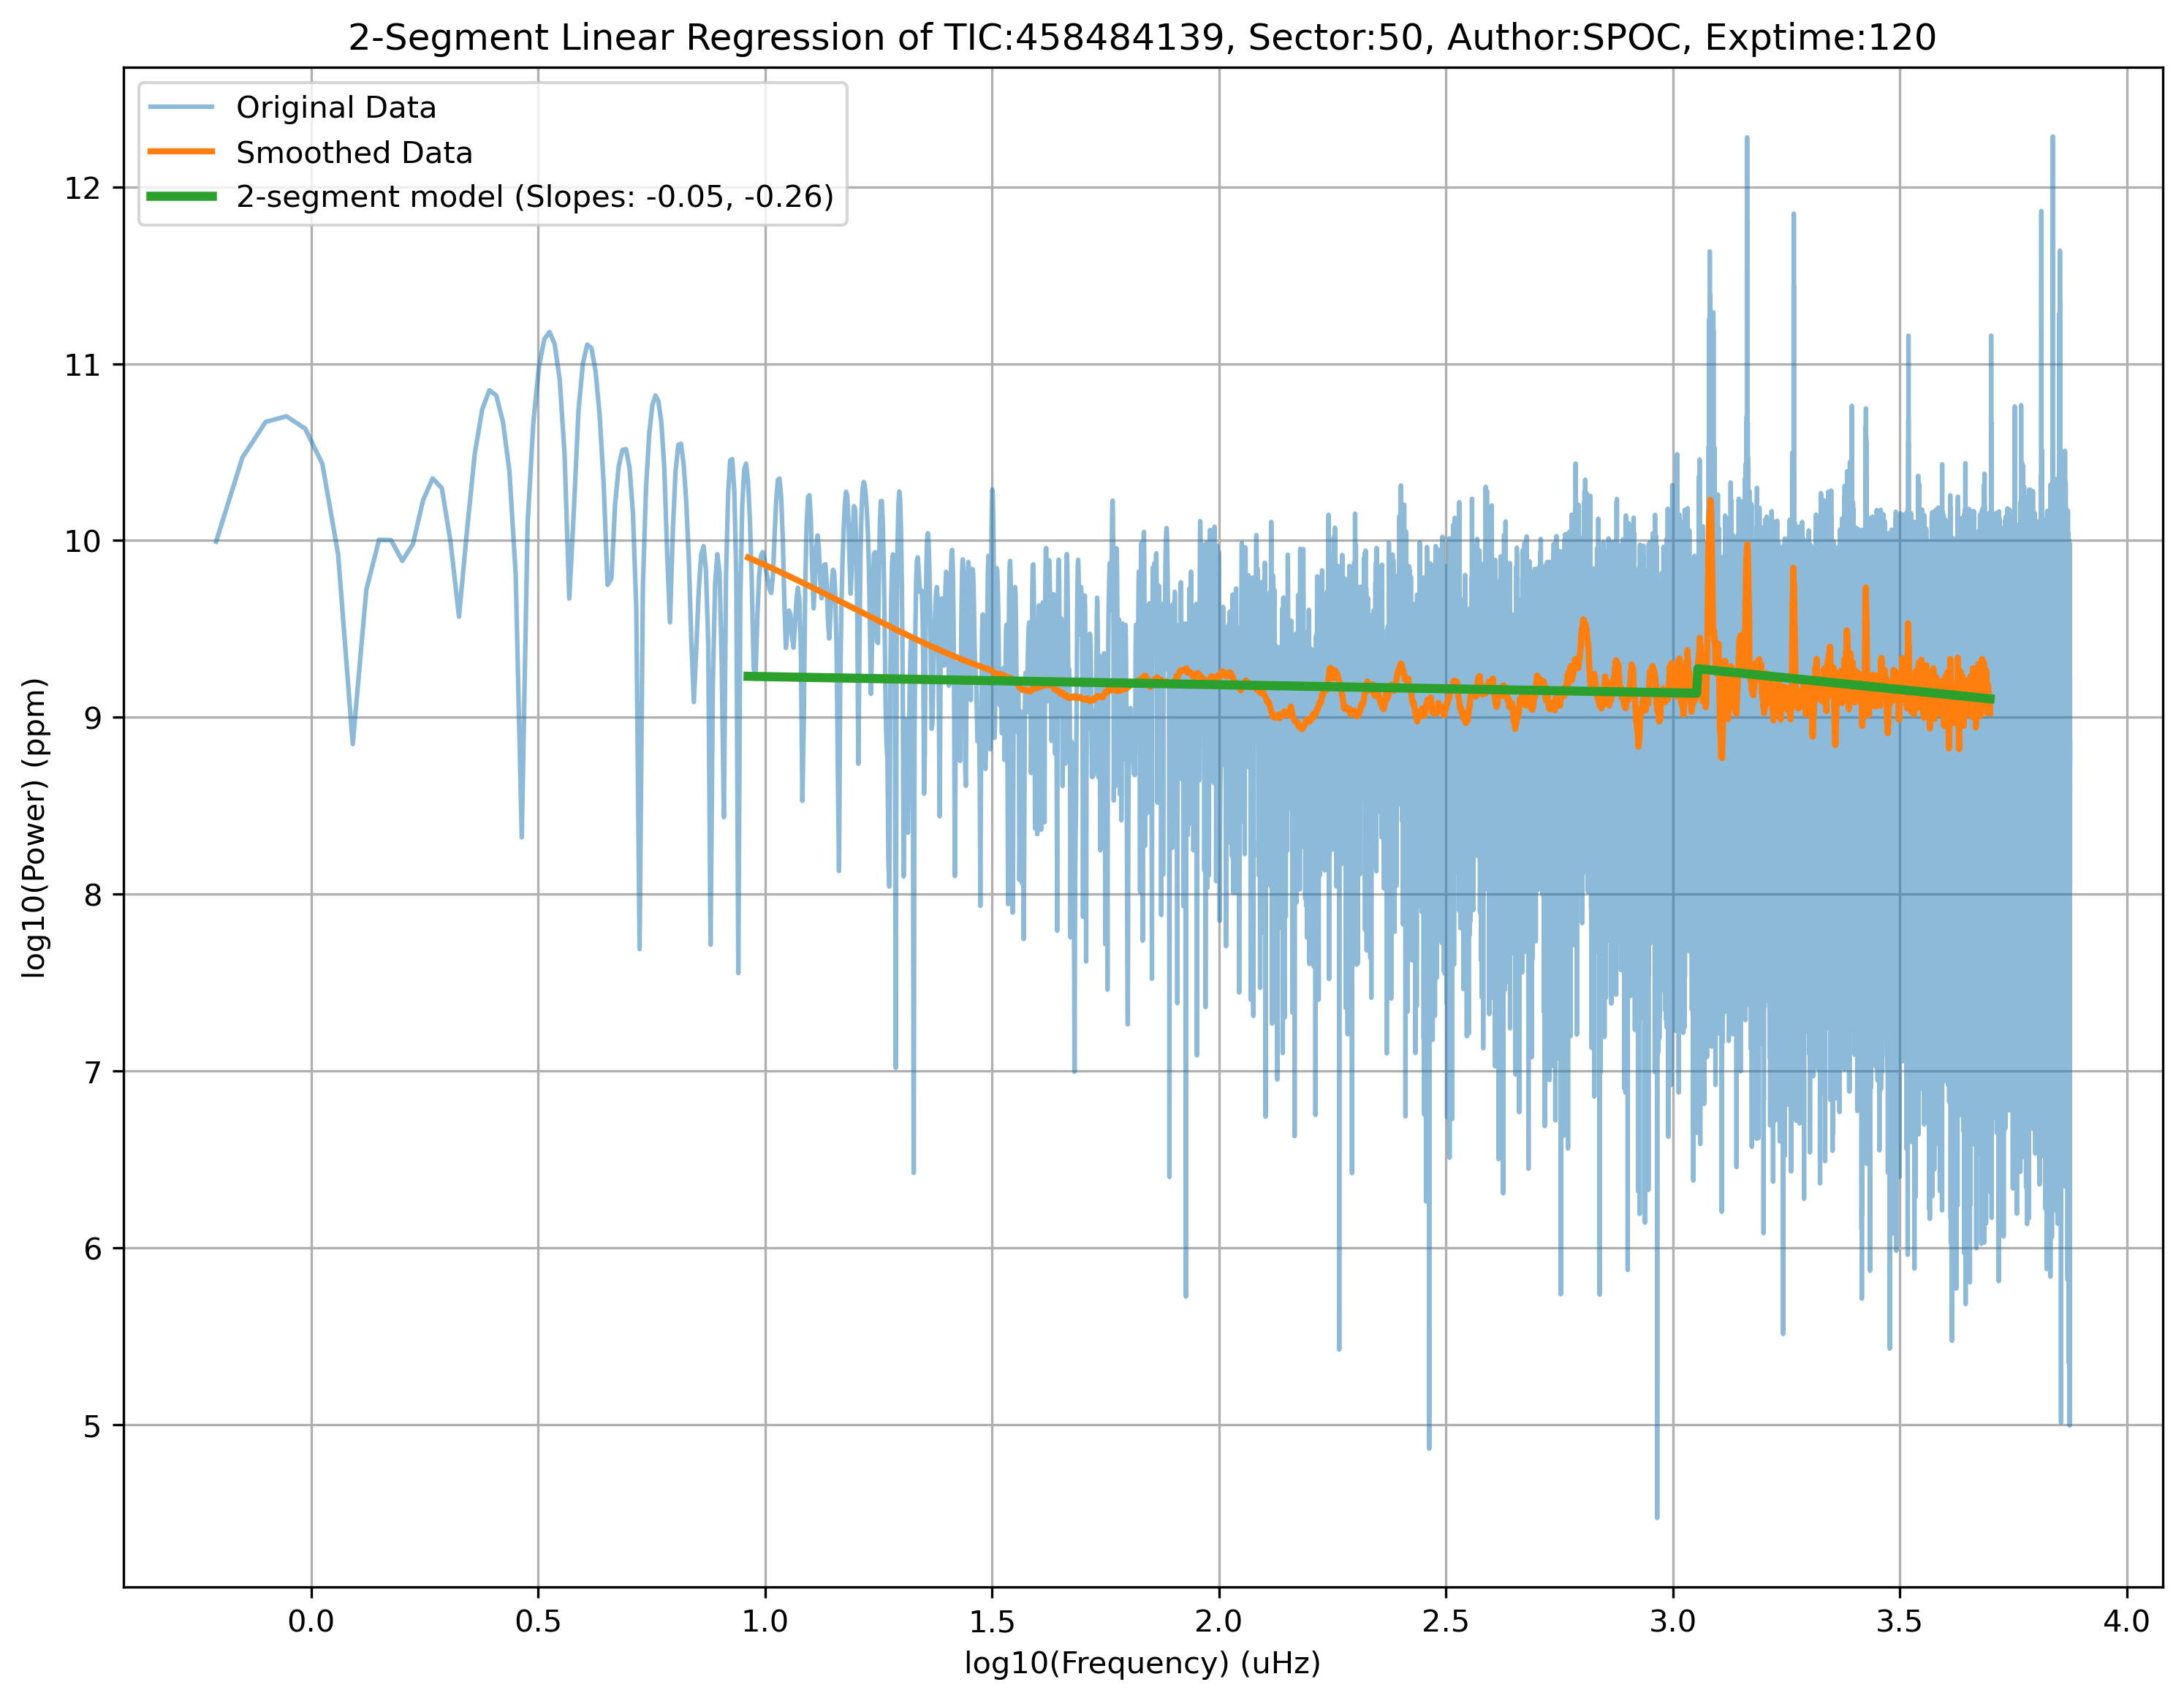 2-Segment Linear Regression of TIC:458484139, Sector:50, Author:SPOC, Exptime:120
Original Data
Smoothed Data
2-segment model (Slopes: -0.05, -0.26)
log10(Power) (ppm)
12
11
10
9
8
7
6
5
0.0 0.5 1.0 1.5 2.0 2.5 3.0 3.5 4.0
log10(Frequency) (uHz)